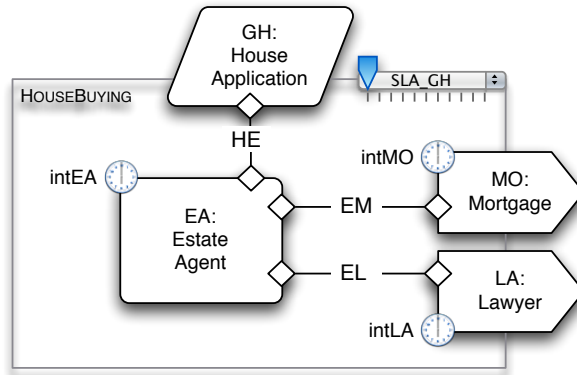 GH:
House
Application
SLA_GH
HOUSEBUYING
HE
intEA
intMO
MO:
Mortgage
EA:
Estate
Agent
EM
EL
LA:
Lawyer
intLA